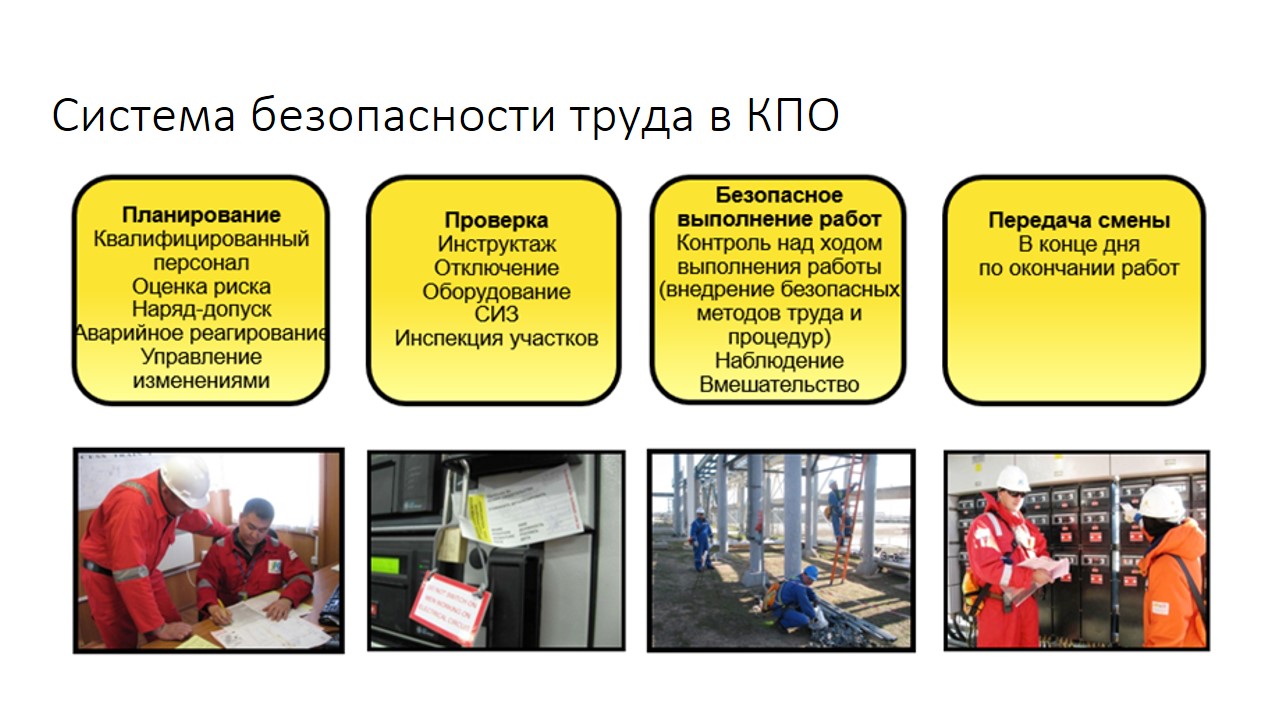 Система безопасности труда в КПО
Планирование
Квалифицированный
персонал
Оценка риска
Наряд-допуск
Аварийное реагирование
Управление
изменениями
Проверка
Инструктаж
Отключение
Оборудование
СИЗ
Инспекция участков
Безопасное
выполнение работ
Контроль над ходом
выполнения работы
(внедрение безопасных
методов труда и
процедур)
Наблюдение
Вмешательство
Передача смены
В конце дня
по окончании работ
DO NOT SWITCH ON
MEN WORKING ON
ELECTRICAL CIRCUIT